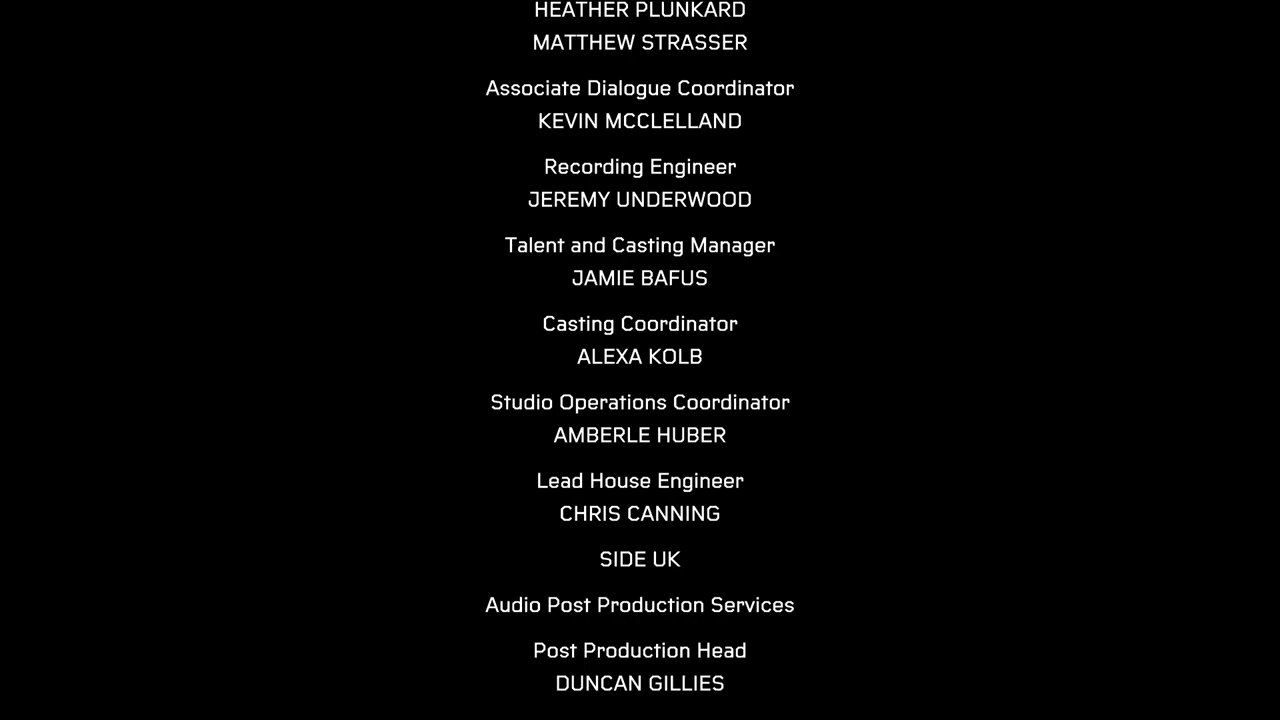 HEATHER PLUNKARD
MATTHEW STRASSER
Associate Dialogue Coordinator
KEVIN MCCLELLAND
Recording Engineer
JEREMY UNDERWOOD
Talent and Casting Manager
JAMIE BAFUS
Casting Coordinator
ALEXA KOLB
Studio Operations Coordinator
AMBERLE HUBER
Lead House Engineer
CHRIS CANNING
SIDE UK
Audio Post Production Services
Post Production Head
DUNCAN GILLIES